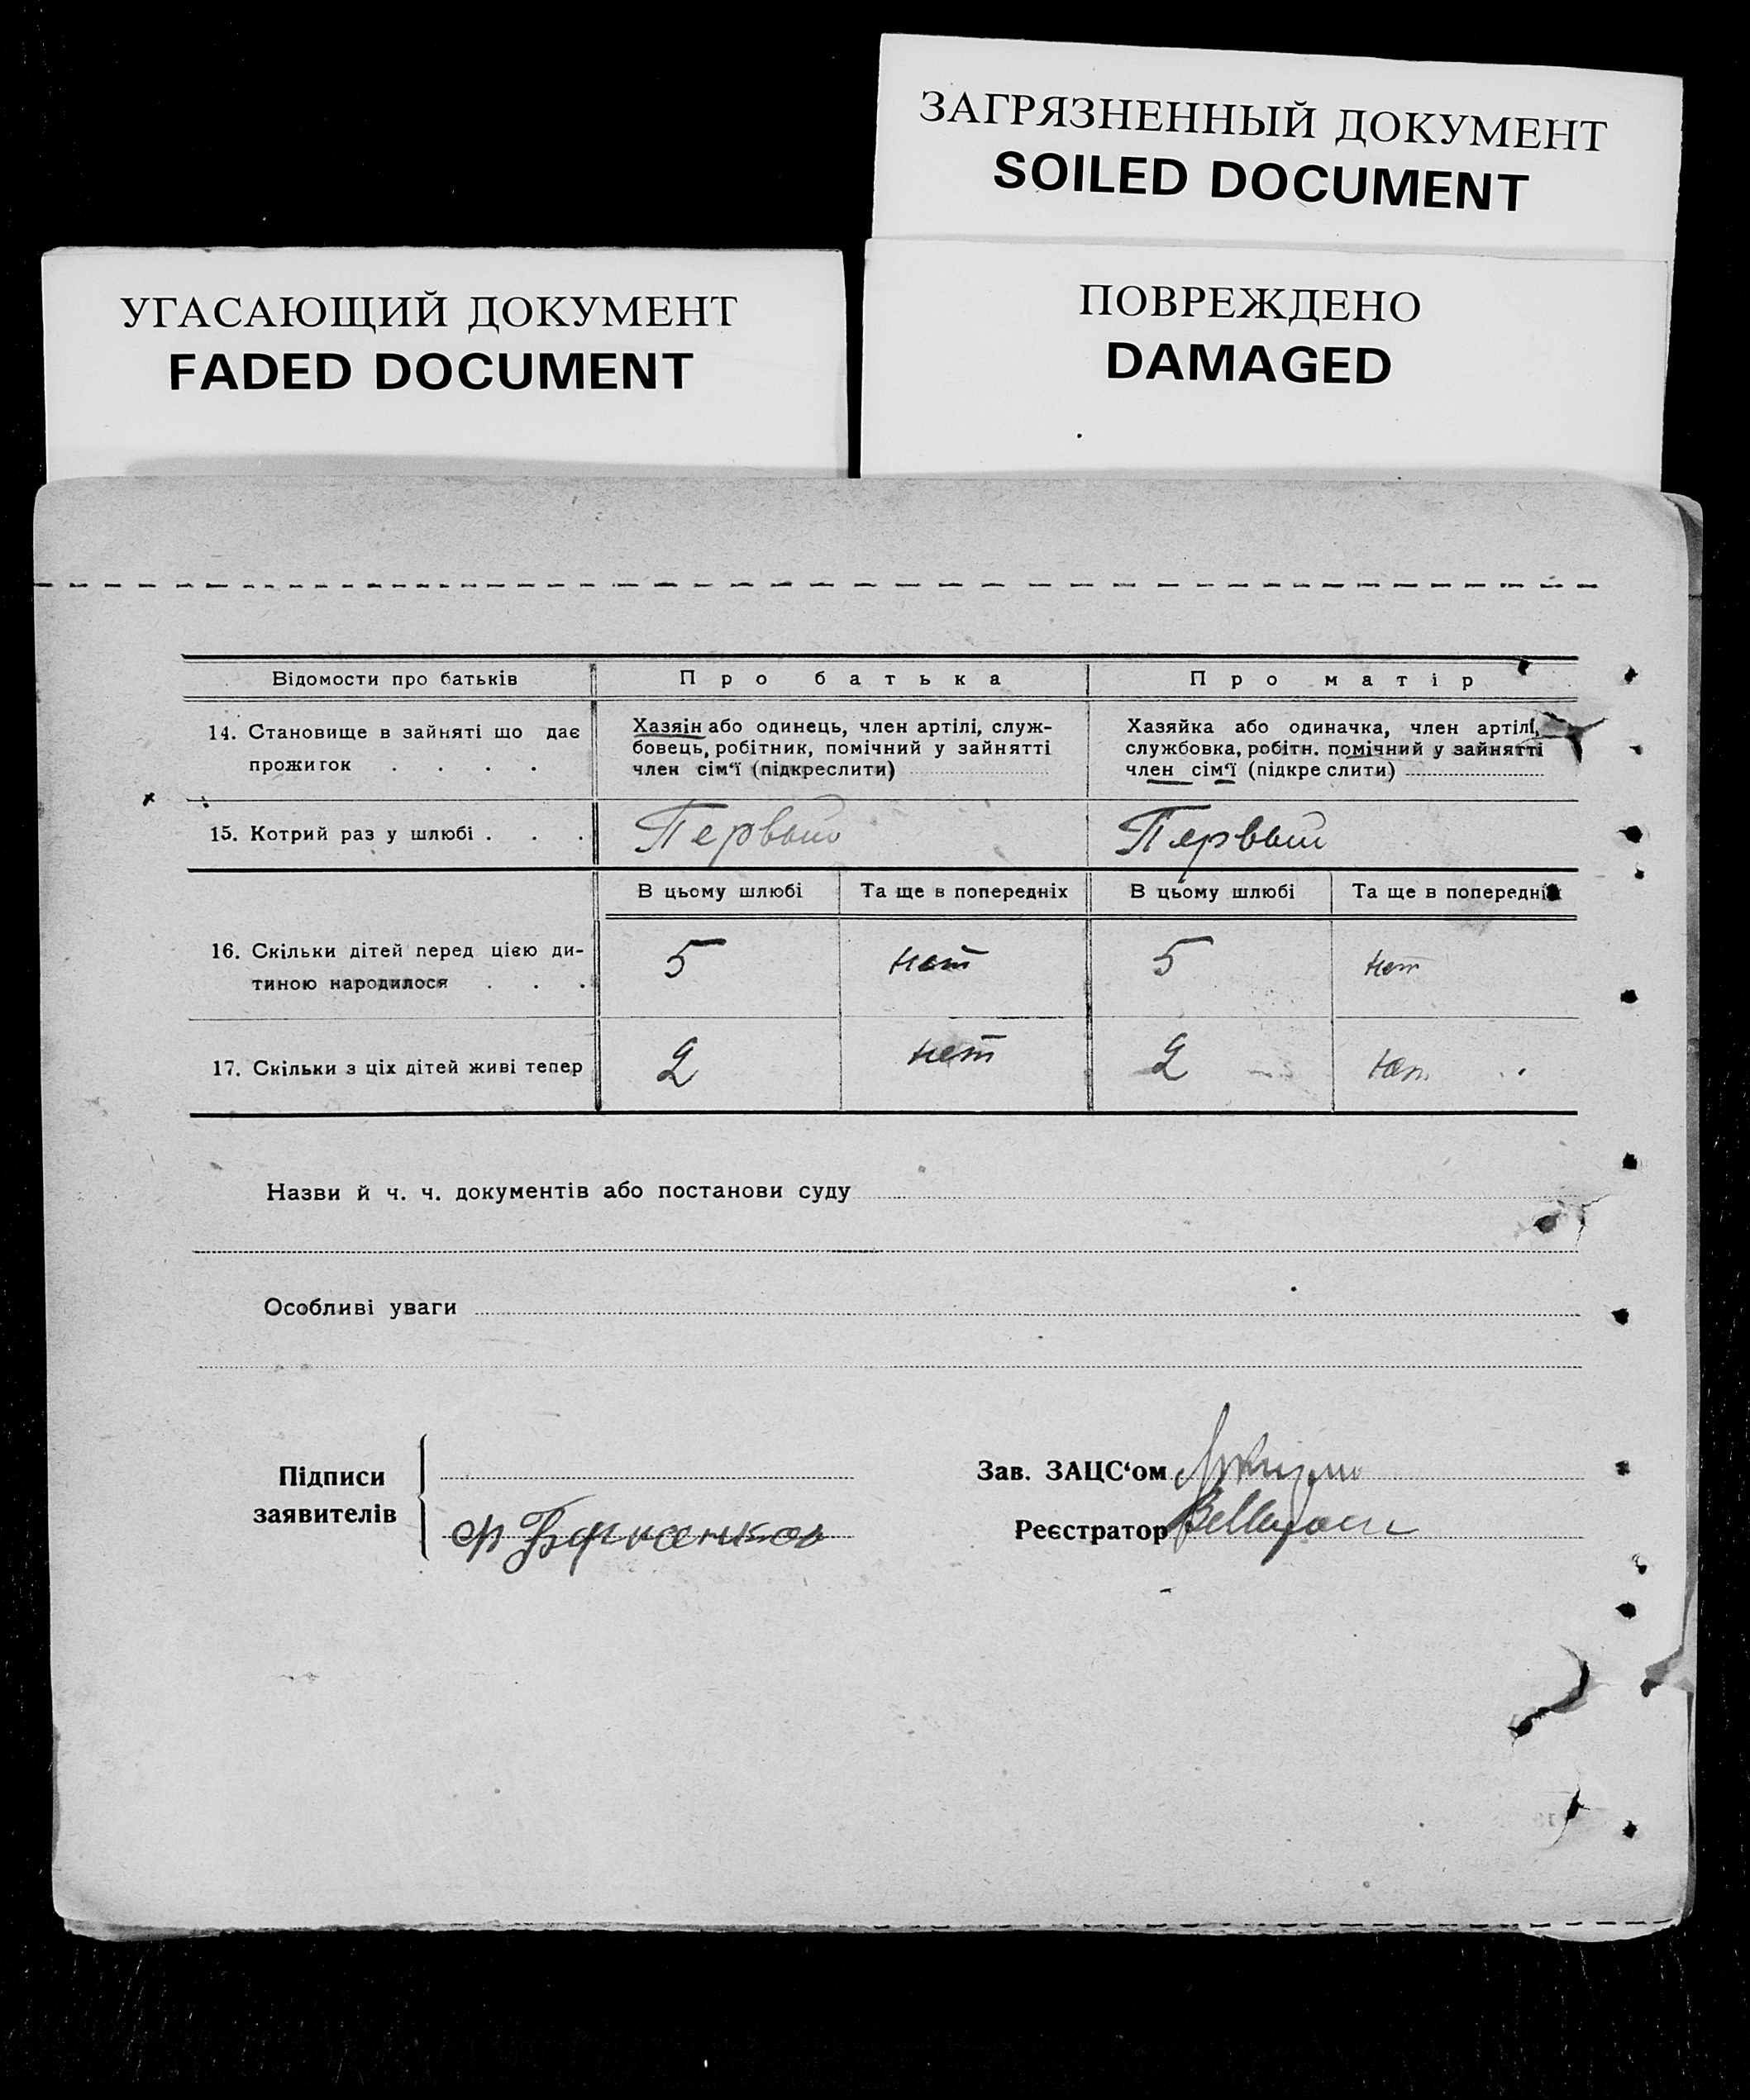 ЗАГРЯЗНЕННЫЙ ДОКУМЕНТ
SOILED DOCUMENT
УГАСАЮЩИЙ ДОКУМЕНТ
FADED DOCUMENT
ПОВРЕЖДЕНО
DAMAGED
Відомости про батьків
Про батька
Про матір
14. Становище в зайняті що дає
прожиток . . . .
Хазяін або одинець, член артілі, служ-
бовець, робітник, помічний у зайнятті
член сім‘ї (підкреслити)
Хазяйка або одиначка, член артілі,
службовка, робітн. помічний у зайнятті
член сім‘ї (підкреслити)
15. Котрий раз у шлюбі . . .
Первый
Первый
В цьому шлюбі
Та ще в попередніх
В цьому шлюбі
Та ще в попередніх
16. Скільки дітей перед цією ди-
тиною народилося . . .
5
нет
5
нет
17. Скільки з ціх дітей живі тепер
2
нет
2
нет
Назви й ч. ч. документів або постанови суду
Особливі уваги
Підписи
заявителів
Зав. ЗАЦС‘ом
Реєстратор